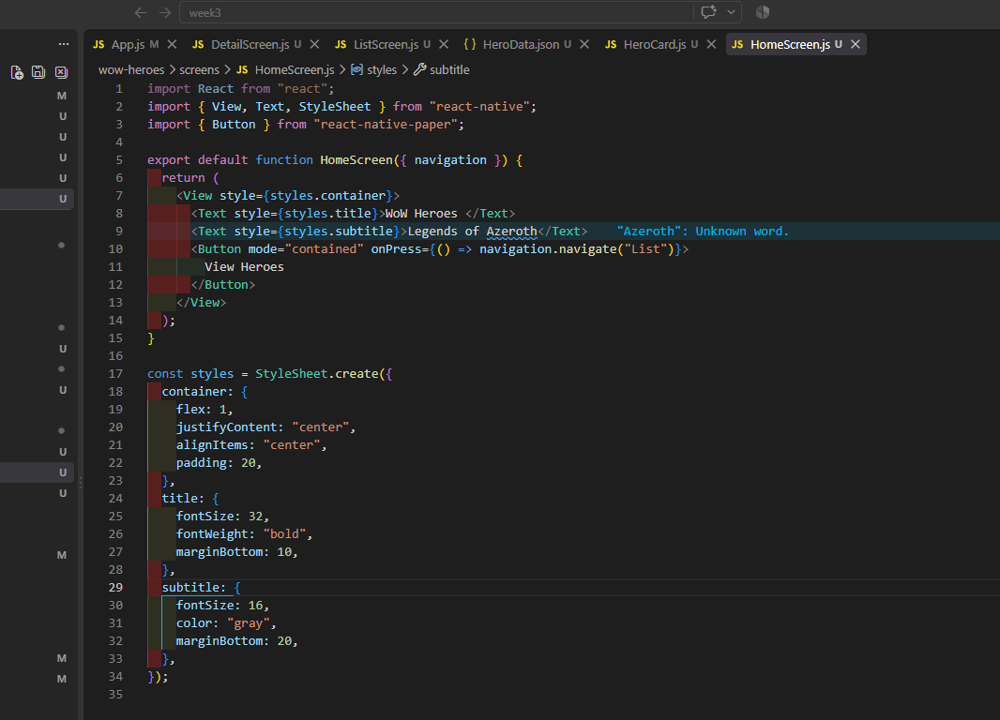 week3
JS App.js M JS DetailScreen.js U JS ListScreen.js U {} HeroData.json U JS HeroCard.js U JS HomeScreen.js U
wow-heroes > screens > JS HomeScreen.js > styles > subtitle
1 import React from "react";
2 import { View, Text, StyleSheet } from "react-native";
3 import { Button } from "react-native-paper";
4
5 export default function HomeScreen({ navigation }) {
6 return (
7 <View style={styles.container}>
8 <Text style={styles.title}>WoW Heroes </Text>
9 <Text style={styles.subtitle}>Legends of Azeroth</Text> "Azeroth": Unknown word.
10 <Button mode="contained" onPress={() => navigation.navigate("List")}>
11 View Heroes
12 </Button>
13 </View>
14 );
15 }
16
17 const styles = StyleSheet.create({
18 container: {
19 flex: 1,
20 justifyContent: "center",
21 alignItems: "center",
22 padding: 20,
23 },
24 title: {
25 fontSize: 32,
26 fontWeight: "bold",
27 marginBottom: 10,
28 },
29 subtitle: {
30 fontSize: 16,
31 color: "gray",
32 marginBottom: 20,
33 },
34 });
35
M
U
U
U
U
U
U
U
U
U
U
M
M
M